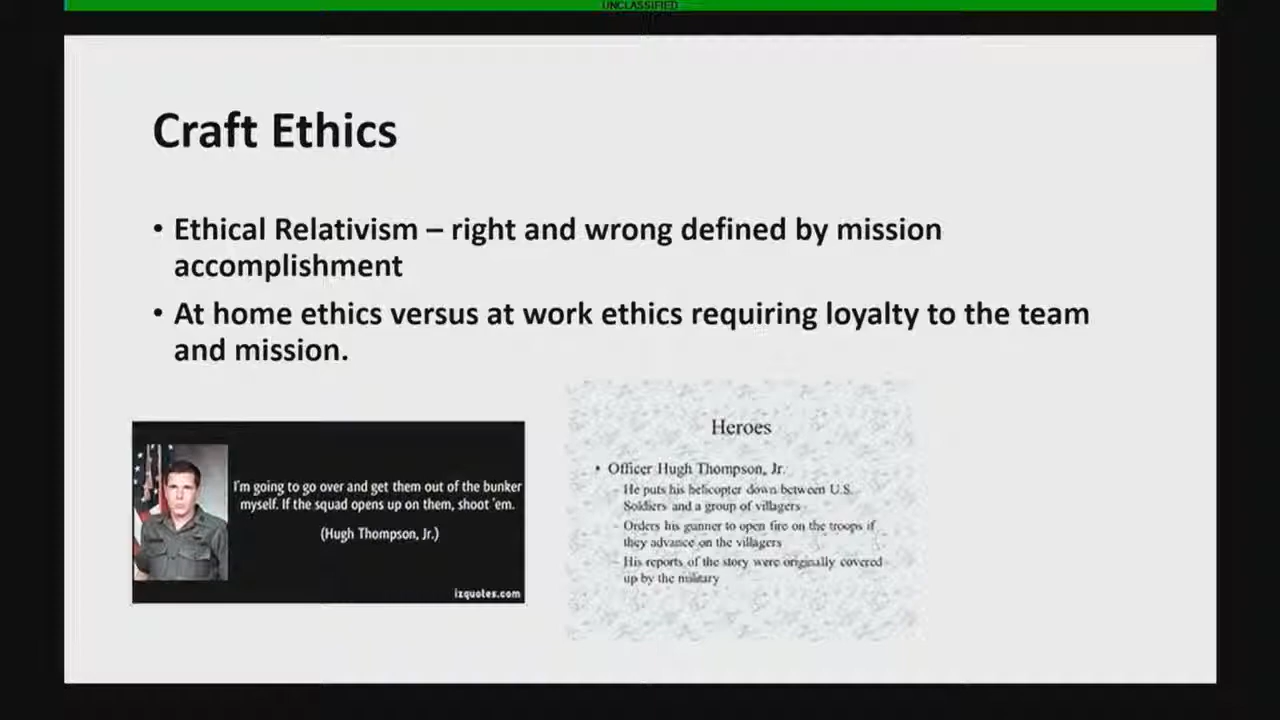 UNCLASSIFIED
Craft Ethics
• Ethical Relativism – right and wrong defined by mission
accomplishment
• At home ethics versus at work ethics requiring loyalty to the team
and mission.
I'm going to go over and get them out of the bunker
myself. If the squad opens up on them, shoot 'em.
(Hugh Thompson, Jr.)
izquotes.com
Heroes
• Officer Hugh Thompson, Jr.
– He puts his helicopter down between U.S.
Soldiers and a group of villagers
– Orders his gunner to open fire on the troops if
they advance on the villagers
– His reports of the story were originally covered
up by the military